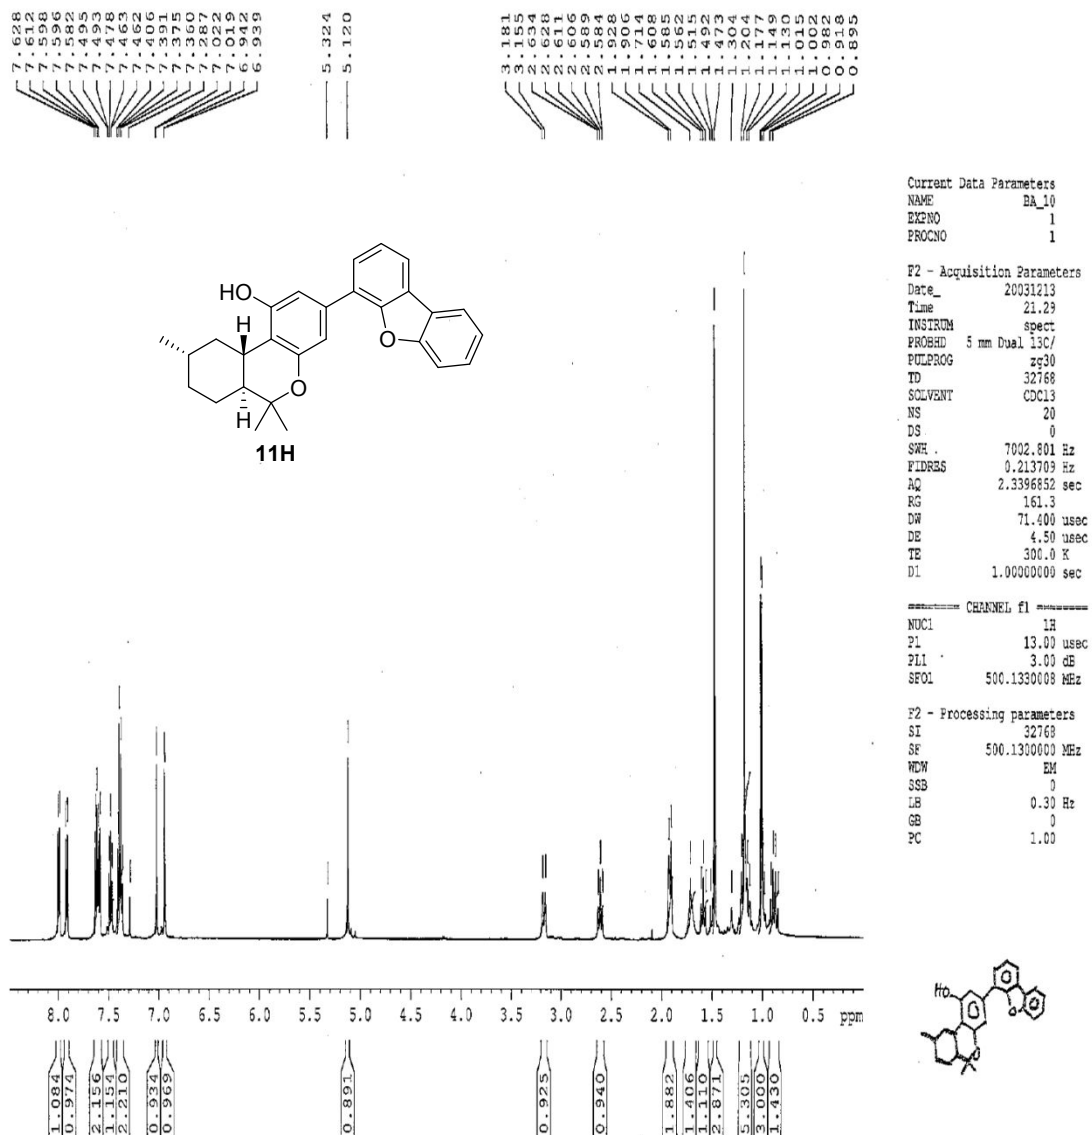 7.628
7.612
7.598
7.596
7.582
7.495
7.493
7.478
7.463
7.462
7.406
7.391
7.375
7.360
7.287
7.022
7.019
6.942
6.939
5.324
5.120
3.181
3.155
2.634
2.628
2.611
2.606
2.589
2.584
1.928
1.906
1.714
1.608
1.585
1.562
1.515
1.492
1.473
1.304
1.204
1.177
1.149
1.130
1.015
1.002
0.982
0.918
0.895
Current Data Parameters
NAME BA_10
EXPNO 1
PROCNO 1
F2 - Acquisition Parameters
Date_ 20031213
Time 21.29
INSTRUM spect
PROBHD 5 mm Dual 13C/
PULPROG zg30
TD 32768
SOLVENT CDCl3
NS 20
DS 0
SWH 7002.801 Hz
FIDRES 0.213709 Hz
AQ 2.3396852 sec
RG 161.3
DW 71.400 usec
DE 4.50 usec
TE 300.0 K
D1 1.00000000 sec
======== CHANNEL f1 ========
NUC1 1H
P1 13.00 usec
PL1 3.00 dB
SFO1 500.1330008 MHz
F2 - Processing parameters
SI 32768
SF 500.1300000 MHz
WDW EM
SSB 0
LB 0.30 Hz
GB 0
PC 1.00
HO
H
O
O
H
11H
8.0 7.5 7.0 6.5 6.0 5.5 5.0 4.5 4.0 3.5 3.0 2.5 2.0 1.5 1.0 0.5 ppm
1.084
0.974
2.156
1.154
2.210
0.934
0.969
0.891
0.925
0.940
1.882
1.406
1.110
2.871
5.305
3.000
1.430
HO
O
O